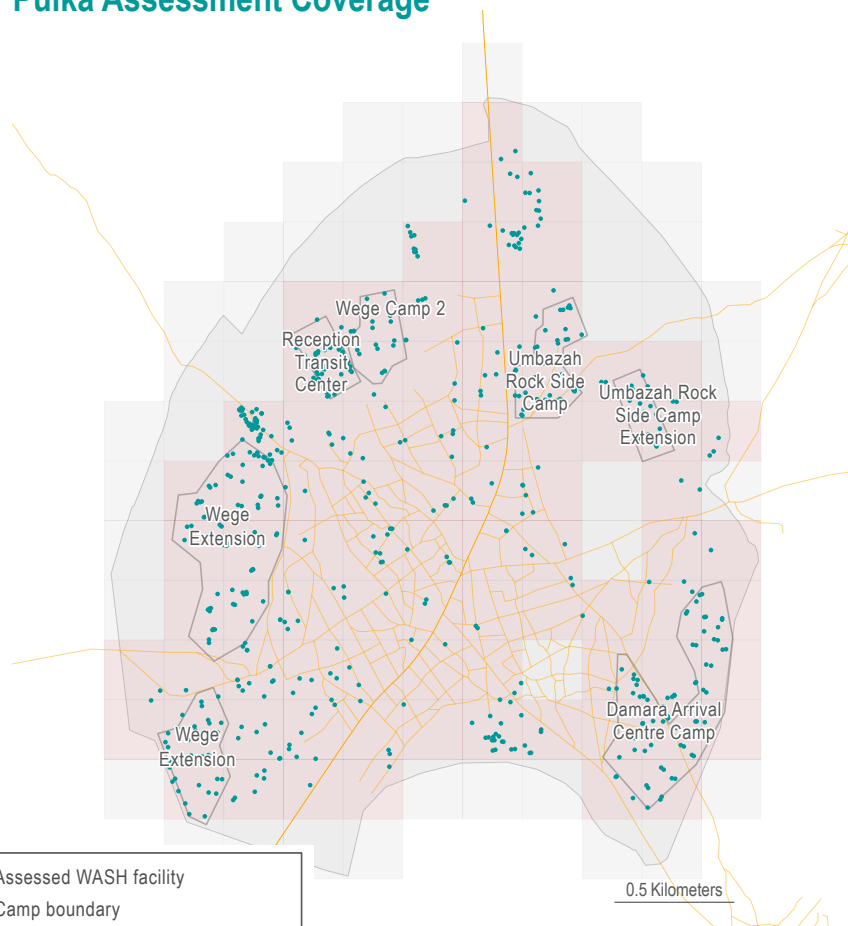 Pulka Assessment Coverage
Wege Camp 2
Reception
Transit
Center
Umbazah
Rock Side
Camp
Umbazah Rock
Side Camp
Extension
Wege
Extension
Damara Arrival
Centre Camp
Wege
Extension
Assessed WASH facility
Camp boundary
0.5 Kilometers